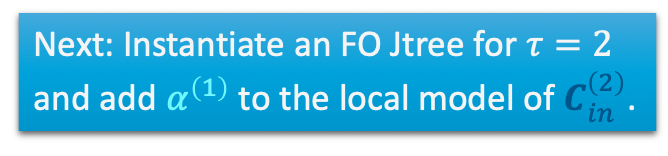 Next: Instantiate an FO Jtree for τ = 2
and add α⁽¹⁾ to the local model of C_in^(2).